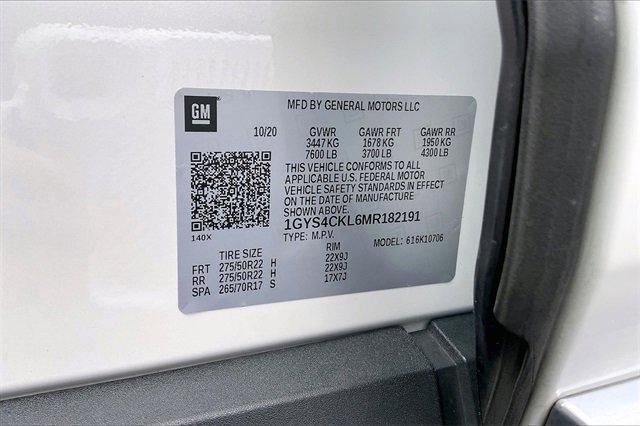 GM
MFD BY GENERAL MOTORS LLC
10/20 GVWR GAWR FRT GAWR RR
3447 KG 1678 KG 1950 KG
7600 LB 3700 LB 4300 LB
THIS VEHICLE CONFORMS TO ALL
APPLICABLE U.S. FEDERAL MOTOR
VEHICLE SAFETY STANDARDS IN EFFECT
ON THE DATE OF MANUFACTURE
SHOWN ABOVE.
1GYS4CKL6MR182191
140X
TYPE: M.P.V. MODEL: 616K10706
TIRE SIZE RIM
FRT 275/50R22 H 22X9J
RR 275/50R22 H 22X9J
SPA 265/70R17 S 17X7J